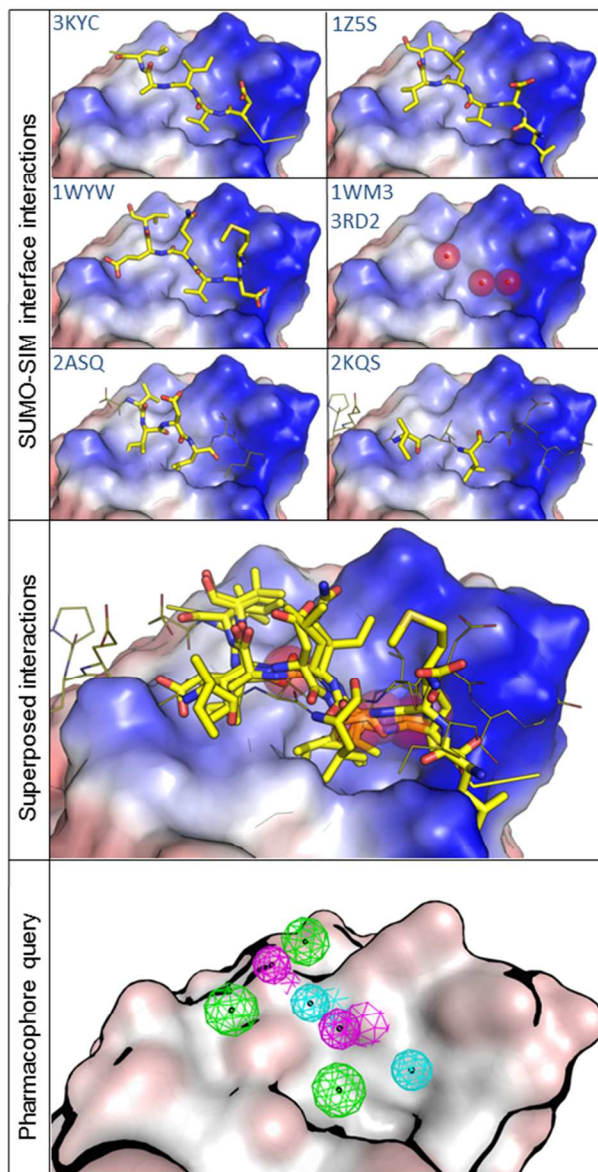 SUMO-SIM interface interactions
3KYC
1Z5S
1WYW
1WM3
3RD2
2ASQ
2KQS
Superposed interactions
Pharmacophore query